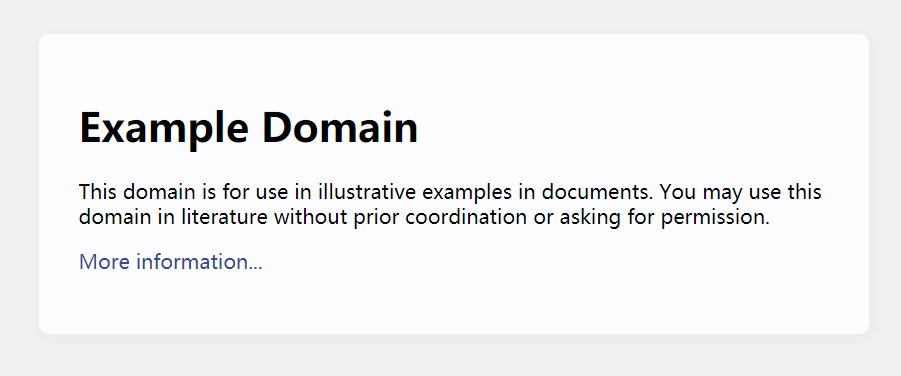 Example Domain
This domain is for use in illustrative examples in documents. You may use this
domain in literature without prior coordination or asking for permission.
More information...